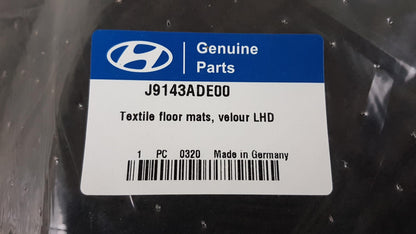 Genuine
Parts
J9143ADE00
Textile floor mats, velour LHD
1 PC 0320 Made in Germany